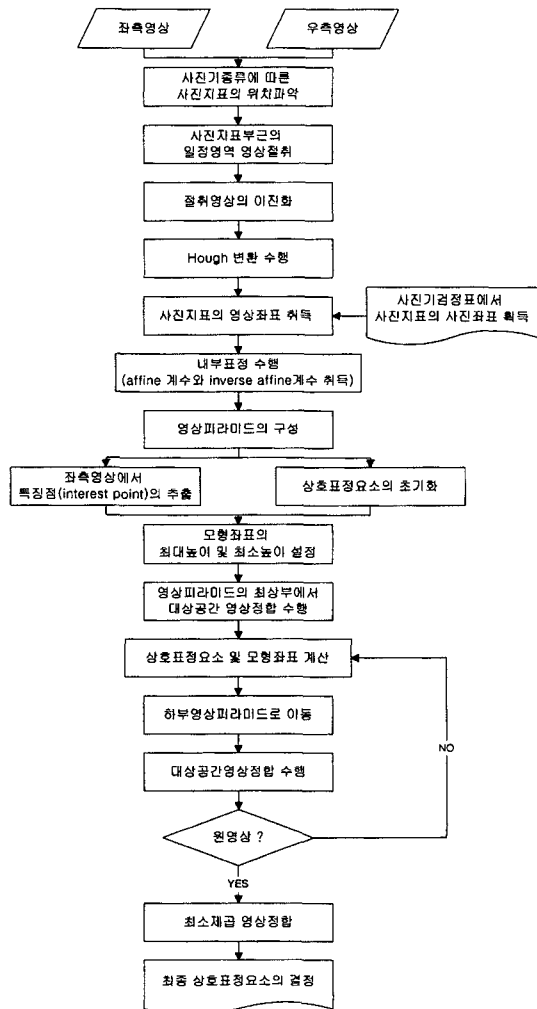 좌측영상
우측영상
사진기종류에 따른
사진지표의 위치파악
사진지표부근의
일정영역 영상절취
절취영상의 이진화
Hough 변환 수행
사진지표의 영상좌표 취득
사진기검정표에서
사진지표의 사진좌표 획득
내부표정 수행
(affine 계수와 inverse affine계수 취득)
영상피라미드의 구성
좌측영상에서
특징점(interest point)의 추출
상호표정요소의 초기화
모형좌표의
최대높이 및 최소높이 설정
영상피라미드의 최상부에서
대상공간 영상정합 수행
상호표정요소 및 모형좌표 계산
하부영상피라미드로 이동
NO
대상공간영상정합 수행
원영상 ?
YES
최소제곱 영상정합
최종 상호표정요소의 결정